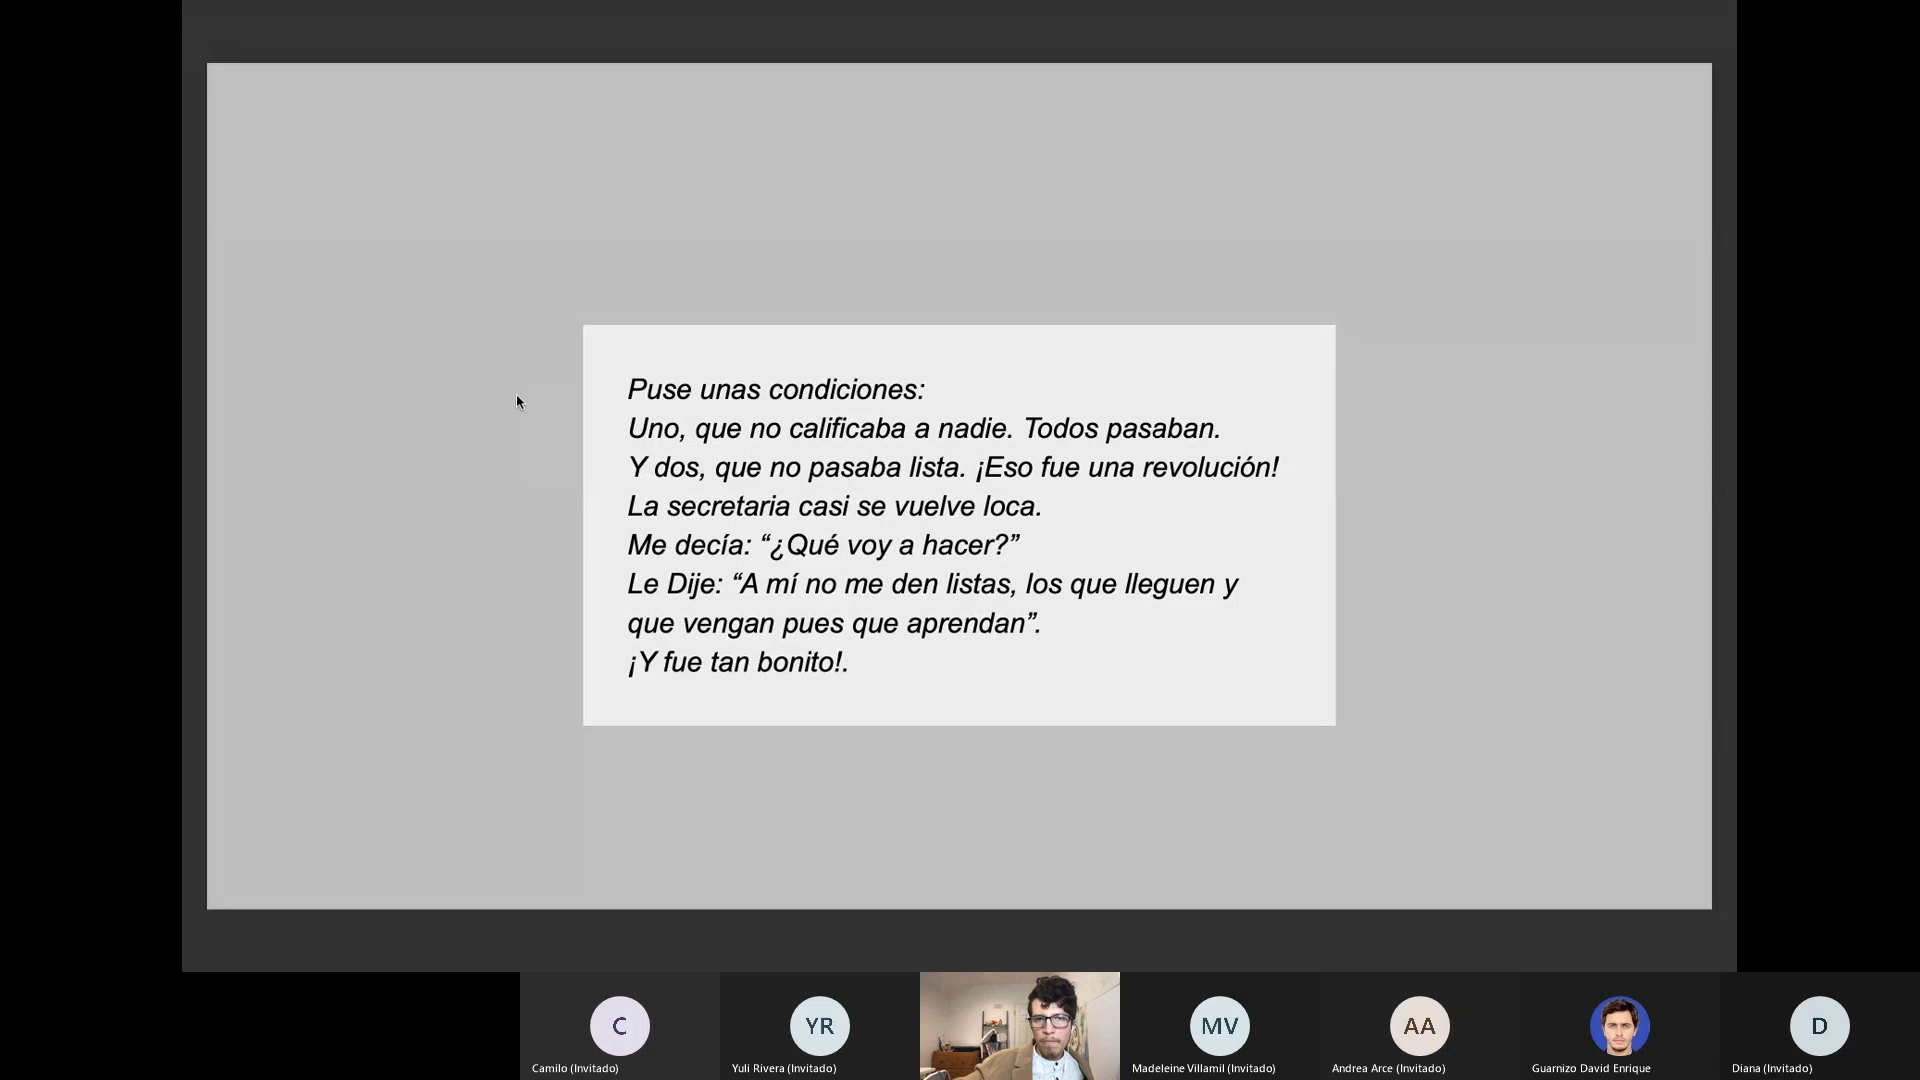 Puse unas condiciones:
Uno, que no calificaba a nadie. Todos pasaban.
Y dos, que no pasaba lista. ¡Eso fue una revolución!
La secretaria casi se vuelve loca.
Me decía: “¿Qué voy a hacer?”
Le Dije: “A mí no me den listas, los que lleguen y
que vengan pues que aprendan”.
¡Y fue tan bonito!.
C
YR
MV
AA
D
Camilo (Invitado)
Yuli Rivera (Invitado)
Madeleine Villamil (Invitado)
Andrea Arce (Invitado)
Guarnizo David Enrique
Diana (Invitado)